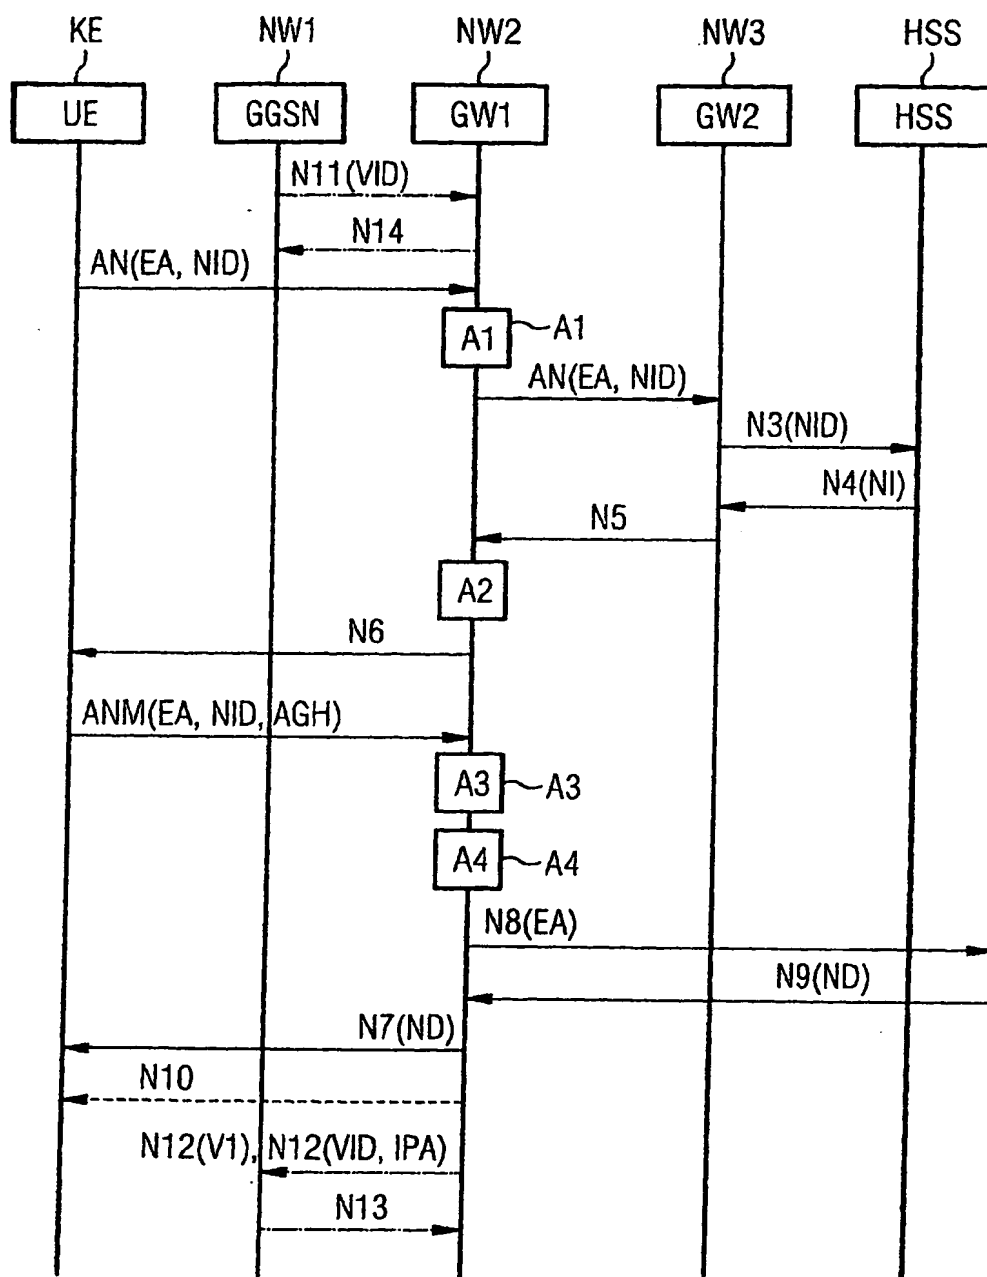 KE NW1 NW2 NW3 HSS
UE GGSN GW1 GW2 HSS
N11(VID)
N14
AN(EA, NID)
A1 A1
AN(EA, NID)
N3(NID)
N4(NI)
N5
A2
N6
ANM(EA, NID, AGH)
A3 A3
A4 A4
N8(EA)
N9(ND)
N7(ND)
N10
N12(V1), N12(VID, IPA)
N13